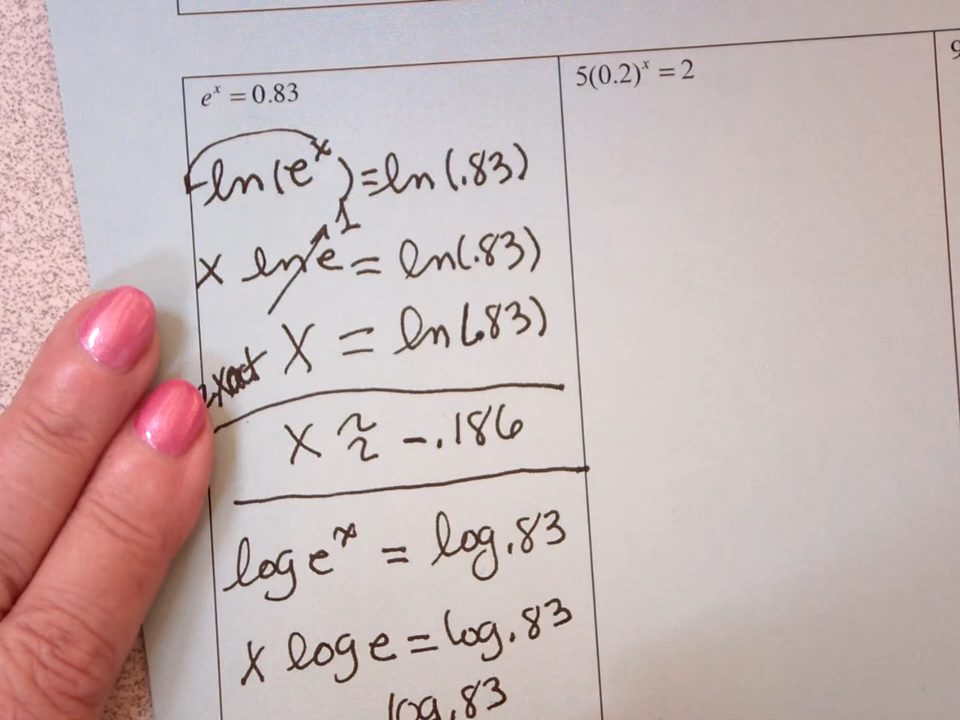 e^x = 0.83
ln(e^x) = ln(.83)
x ln e = ln(.83)
1
exact x = ln(.83)
x ≈ -.186
log e^x = log .83
x log e = log .83
log .83
5(0.2)^x = 2
9